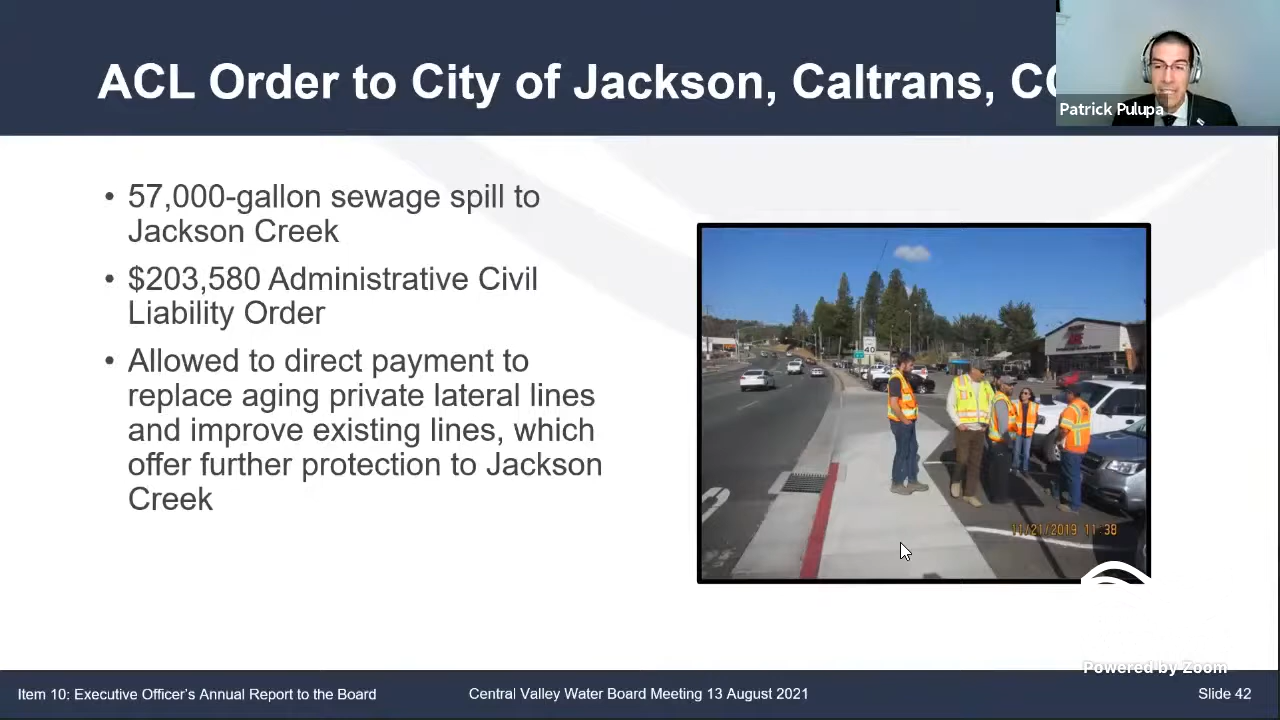 ACL Order to City of Jackson, Caltrans,
Patrick Pulupa
• 57,000-gallon sewage spill to
Jackson Creek
• $203,580 Administrative Civil
Liability Order
• Allowed to direct payment to
replace aging private lateral lines
and improve existing lines, which
offer further protection to Jackson
Creek
40
11/21/2019 11:38
Powered by Zoom
Item 10: Executive Officer's Annual Report to the Board
Central Valley Water Board Meeting 13 August 2021
Slide 42